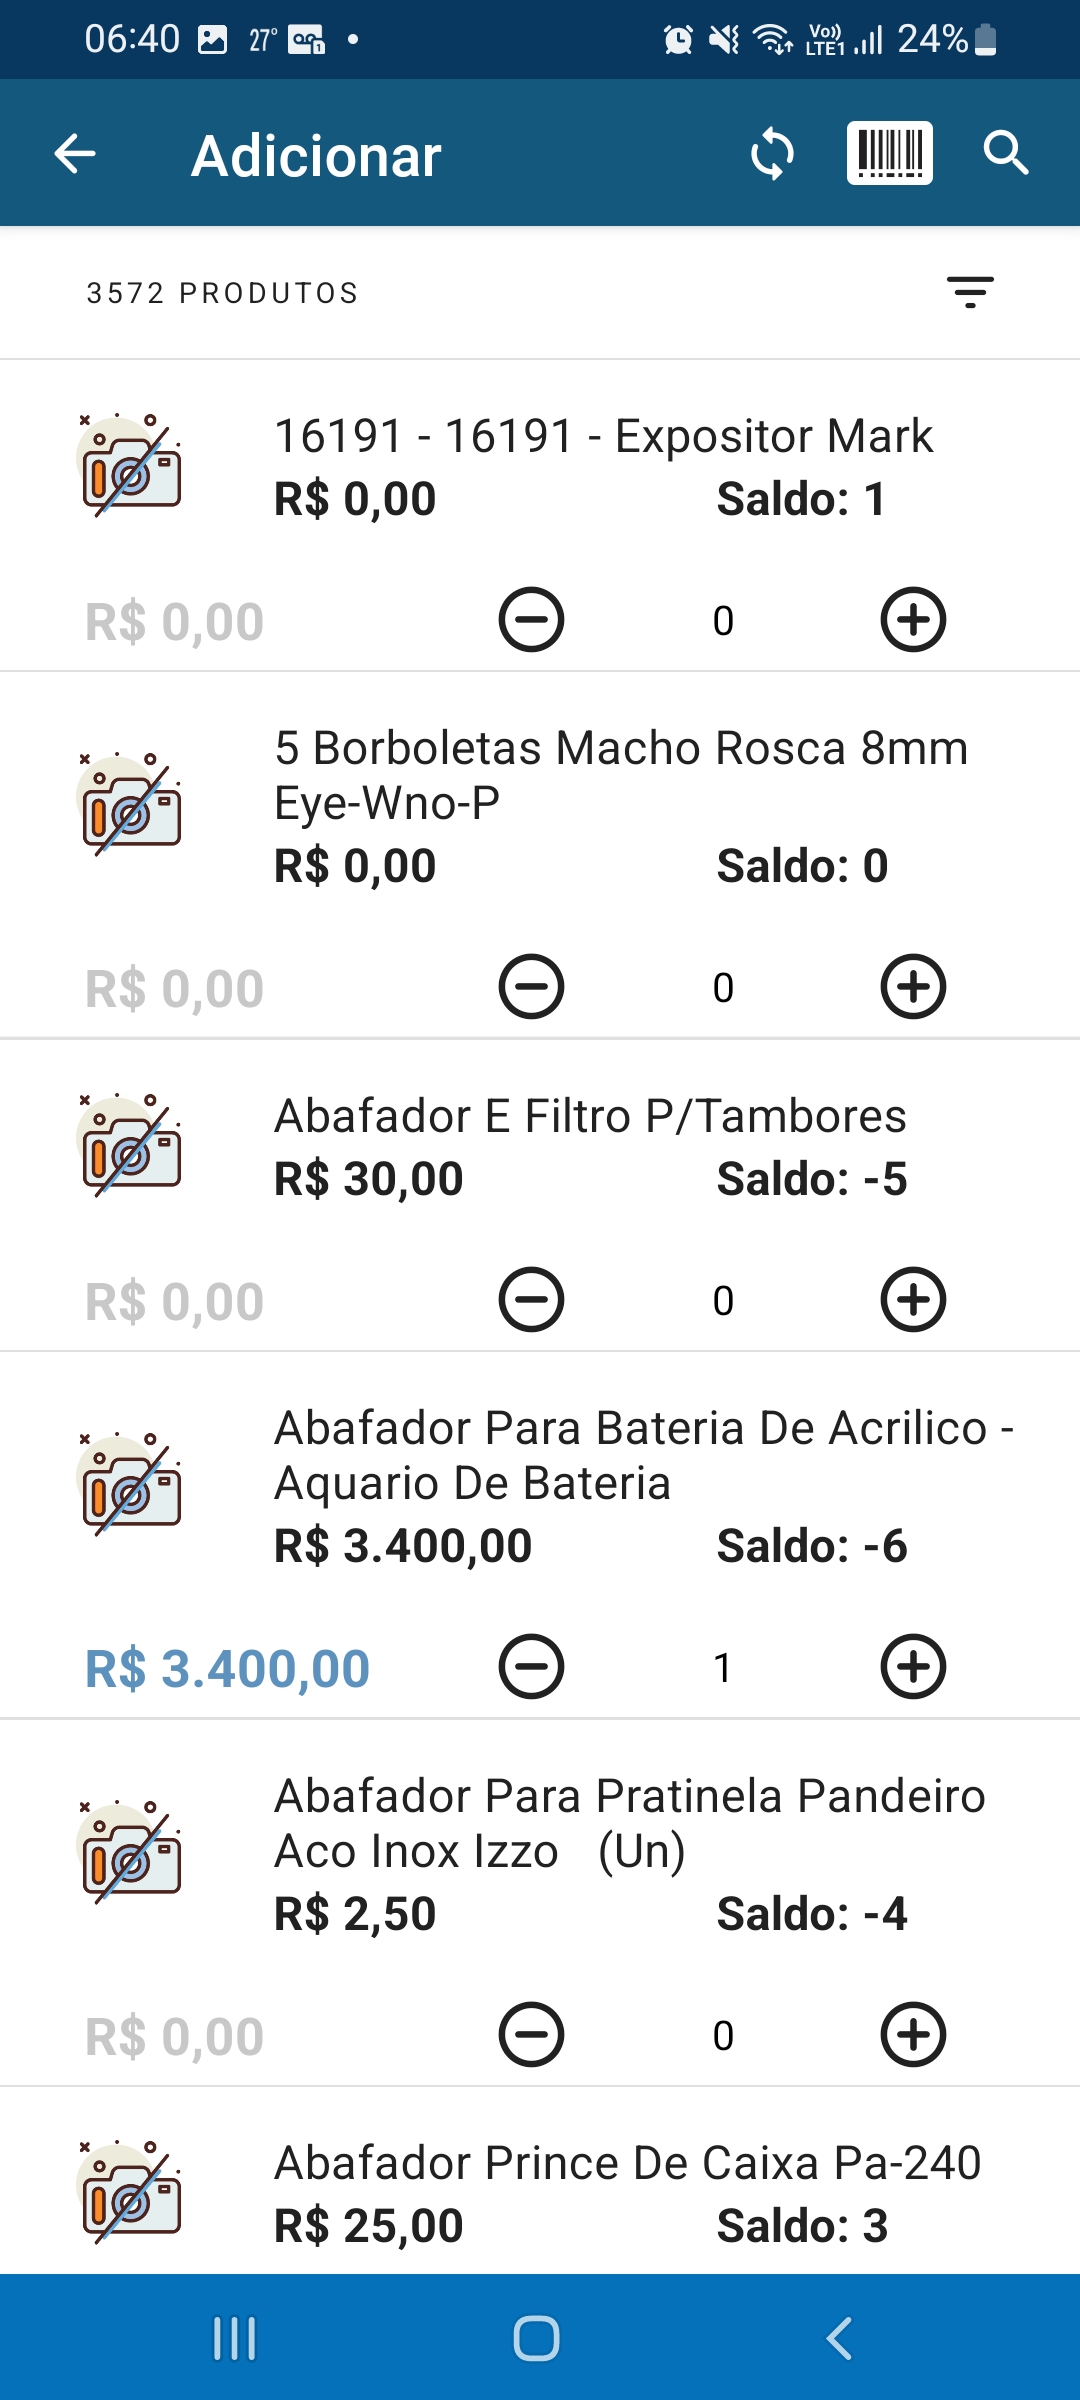 06:40 27° 1 Vo)) LTE1 24%
Adicionar
3572 PRODUTOS
16191 - 16191 - Expositor Mark
R$ 0,00 Saldo: 1
R$ 0,00 0
5 Borboletas Macho Rosca 8mm
Eye-Wno-P
R$ 0,00 Saldo: 0
R$ 0,00 0
Abafador E Filtro P/Tambores
R$ 30,00 Saldo: -5
R$ 0,00 0
Abafador Para Bateria De Acrilico -
Aquario De Bateria
R$ 3.400,00 Saldo: -6
R$ 3.400,00 1
Abafador Para Pratinela Pandeiro
Aco Inox Izzo (Un)
R$ 2,50 Saldo: -4
R$ 0,00 0
Abafador Prince De Caixa Pa-240
R$ 25,00 Saldo: 3